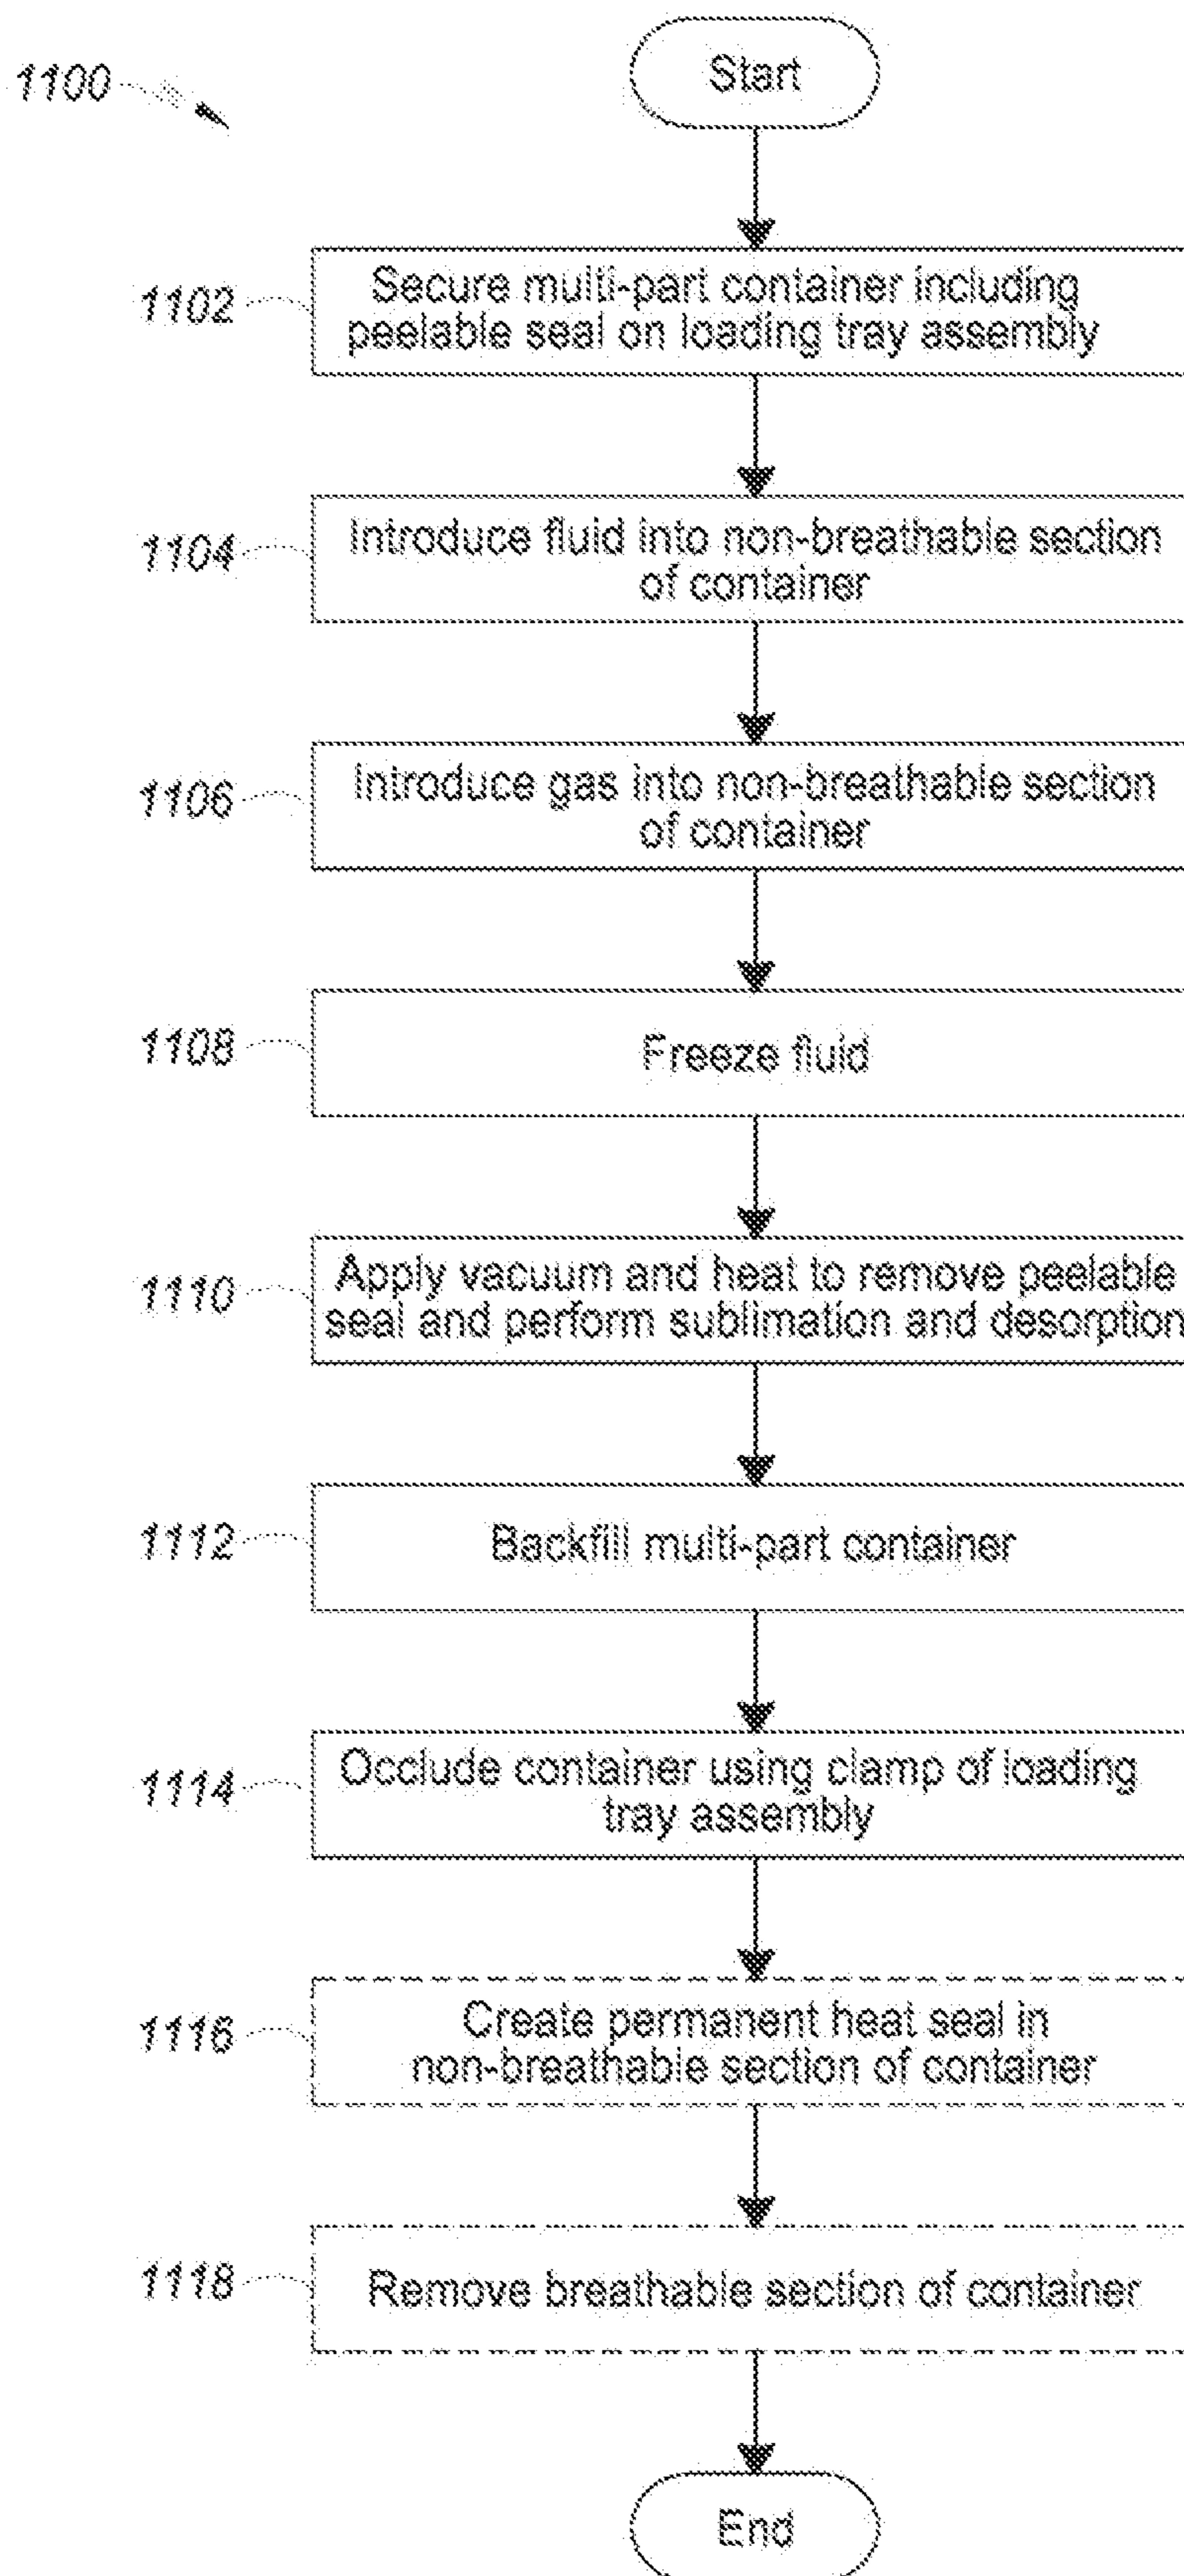 1100
Start
1102
Secure multi-part container including
peelable seal on loading tray assembly
1104
Introduce fluid into non-breathable section
of container
1106
Introduce gas into non-breathable section
of container
1108
Freeze fluid
1110
Apply vacuum and heat to remove peelable
seal and perform sublimation and desorption
1112
Backfill multi-part container
1114
Occlude container using clamp of loading
tray assembly
1116
Create permanent heat seal in
non-breathable section of container
1118
Remove breathable section of container
End